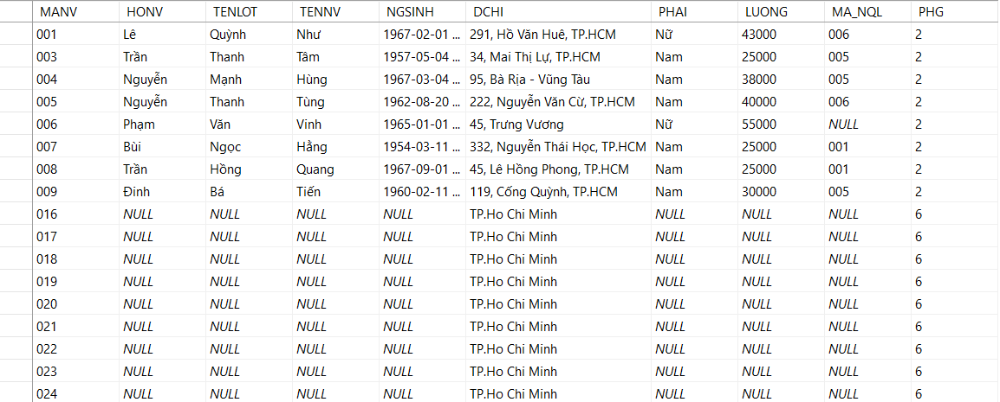 MANV HONV TENLOT TENNV NGSINH DCHI PHAI LUONG MA_NQL PHG
001 Lê Quỳnh Như 1967-02-01 ... 291, Hồ Văn Huê, TP.HCM Nữ 43000 006 2
003 Trần Thanh Tâm 1957-05-04 ... 34, Mai Thị Lự, TP.HCM Nam 25000 005 2
004 Nguyễn Mạnh Hùng 1967-03-04 ... 95, Bà Rịa - Vũng Tàu Nam 38000 005 2
005 Nguyễn Thanh Tùng 1962-08-20 ... 222, Nguyễn Văn Cừ, TP.HCM Nam 40000 006 2
006 Phạm Văn Vinh 1965-01-01 ... 45, Trưng Vương Nữ 55000 NULL 2
007 Bùi Ngọc Hằng 1954-03-11 ... 332, Nguyễn Thái Học, TP.HCM Nam 25000 001 2
008 Trần Hồng Quang 1967-09-01 ... 45, Lê Hồng Phong, TP.HCM Nam 25000 001 2
009 Đinh Bá Tiến 1960-02-11 ... 119, Cống Quỳnh, TP.HCM Nam 30000 005 2
016 NULL NULL NULL NULL TP.Ho Chi Minh NULL NULL NULL 6
017 NULL NULL NULL NULL TP.Ho Chi Minh NULL NULL NULL 6
018 NULL NULL NULL NULL TP.Ho Chi Minh NULL NULL NULL 6
019 NULL NULL NULL NULL TP.Ho Chi Minh NULL NULL NULL 6
020 NULL NULL NULL NULL TP.Ho Chi Minh NULL NULL NULL 6
021 NULL NULL NULL NULL TP.Ho Chi Minh NULL NULL NULL 6
022 NULL NULL NULL NULL TP.Ho Chi Minh NULL NULL NULL 6
023 NULL NULL NULL NULL TP.Ho Chi Minh NULL NULL NULL 6
024 NULL NULL NULL NULL TP.Ho Chi Minh NULL NULL NULL 6